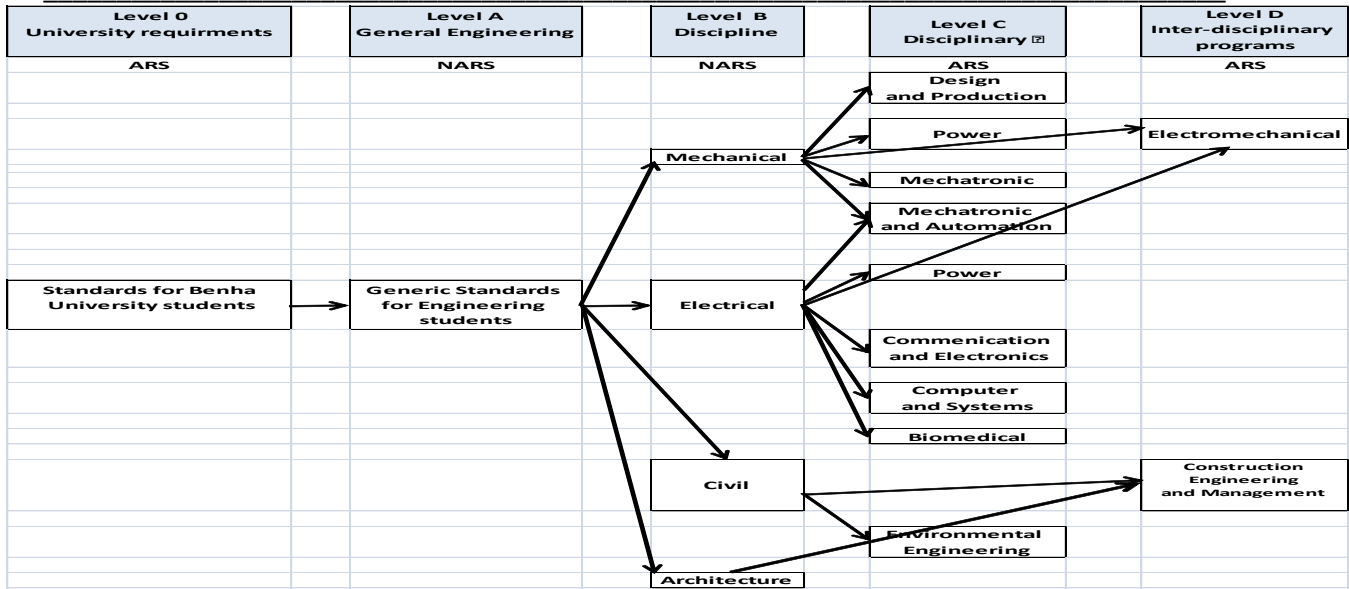 Level 0
University requirments
Level A
General Engineering
Level B
Discipline
Level C
Disciplinary
Level D
Inter-disciplinary
programs
ARS
NARS
NARS
ARS
ARS
Design
and Production
Power
Electromechanical
Mechanical
Mechatronic
Mechatronic
and Automation
Power
Standards for Benha
University students
Generic Standards
for Engineering
students
Electrical
Commenication
and Electronics
Computer
and Systems
Biomedical
Civil
Construction
Engineering
and Management
Environmental
Engineering
Architecture